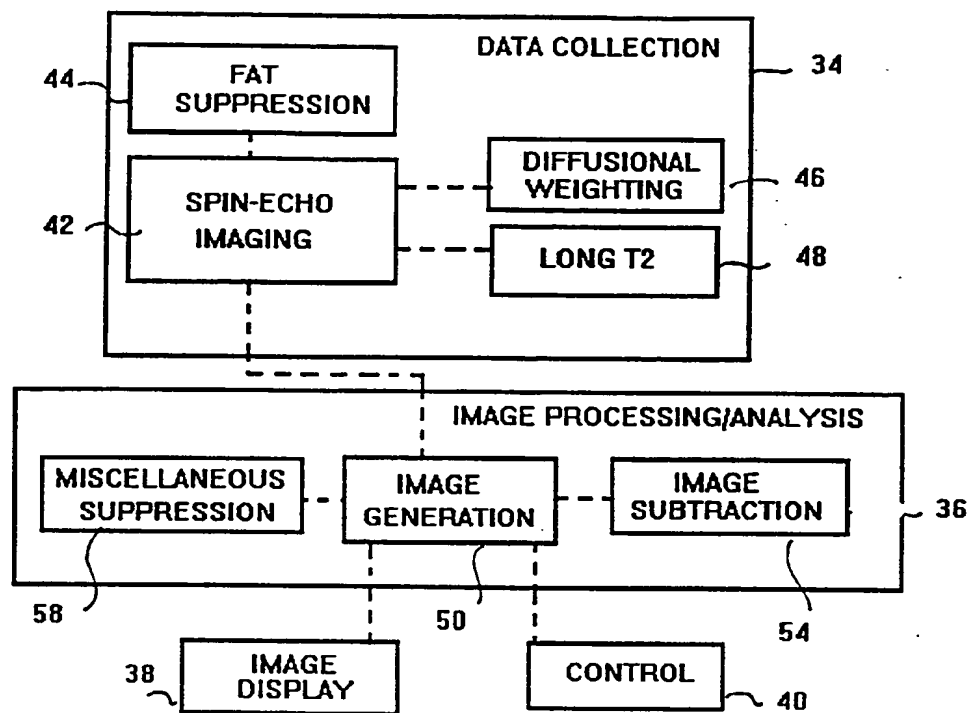 DATA COLLECTION
34
44
FAT
SUPPRESSION
DIFFUSIONAL
WEIGHTING
46
42
SPIN-ECHO
IMAGING
LONG T2
48
IMAGE PROCESSING/ANALYSIS
MISCELLANEOUS
SUPPRESSION
IMAGE
GENERATION
IMAGE
SUBTRACTION
36
58
50
54
38
IMAGE
DISPLAY
CONTROL
40